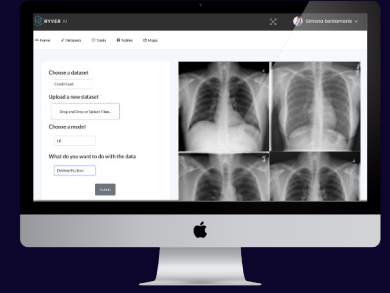 RYVER AI
Simona Santamaria
Home
Datasets
Tasks
Tables
Maps
Choose a dataset
Credit Card
Upload a new dataset
Drag and Drop or Select Files...
Choose a model
What do you want to do with the data
Submit